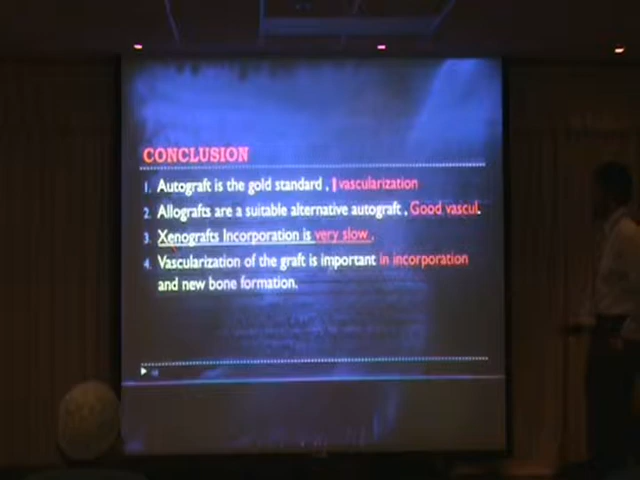 CONCLUSION
1. Autograft is the gold standard , vascularization
2. Allografts are a suitable alternative autograft , Good vascul.
3. Xenografts Incorporation is very slow .
4. Vascularization of the graft is important in incorporation
and new bone formation.